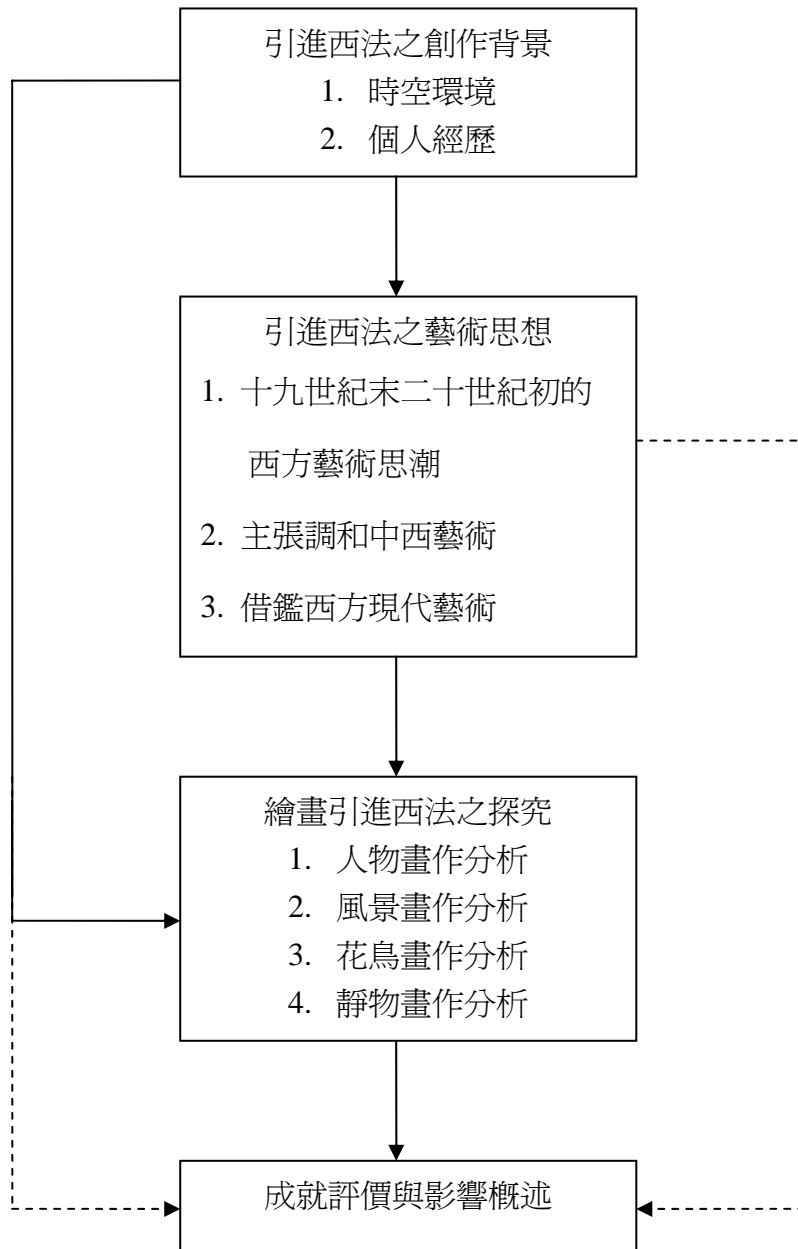 引進西法之創作背景
1. 時空環境
2. 個人經歷
引進西法之藝術思想
1. 十九世紀末二十世紀初的
西方藝術思潮
2. 主張調和中西藝術
3. 借鑑西方現代藝術
繪畫引進西法之探究
1. 人物畫作分析
2. 風景畫作分析
3. 花鳥畫作分析
4. 靜物畫作分析
成就評價與影響概述